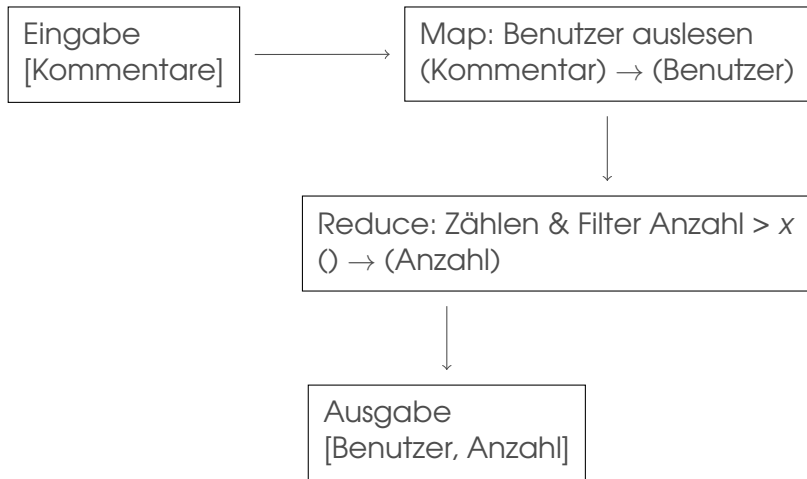 Eingabe
[Kommentare]
Map: Benutzer auslesen
(Kommentar) → (Benutzer)
Reduce: Zählen & Filter Anzahl > x
() → (Anzahl)
Ausgabe
[Benutzer, Anzahl]